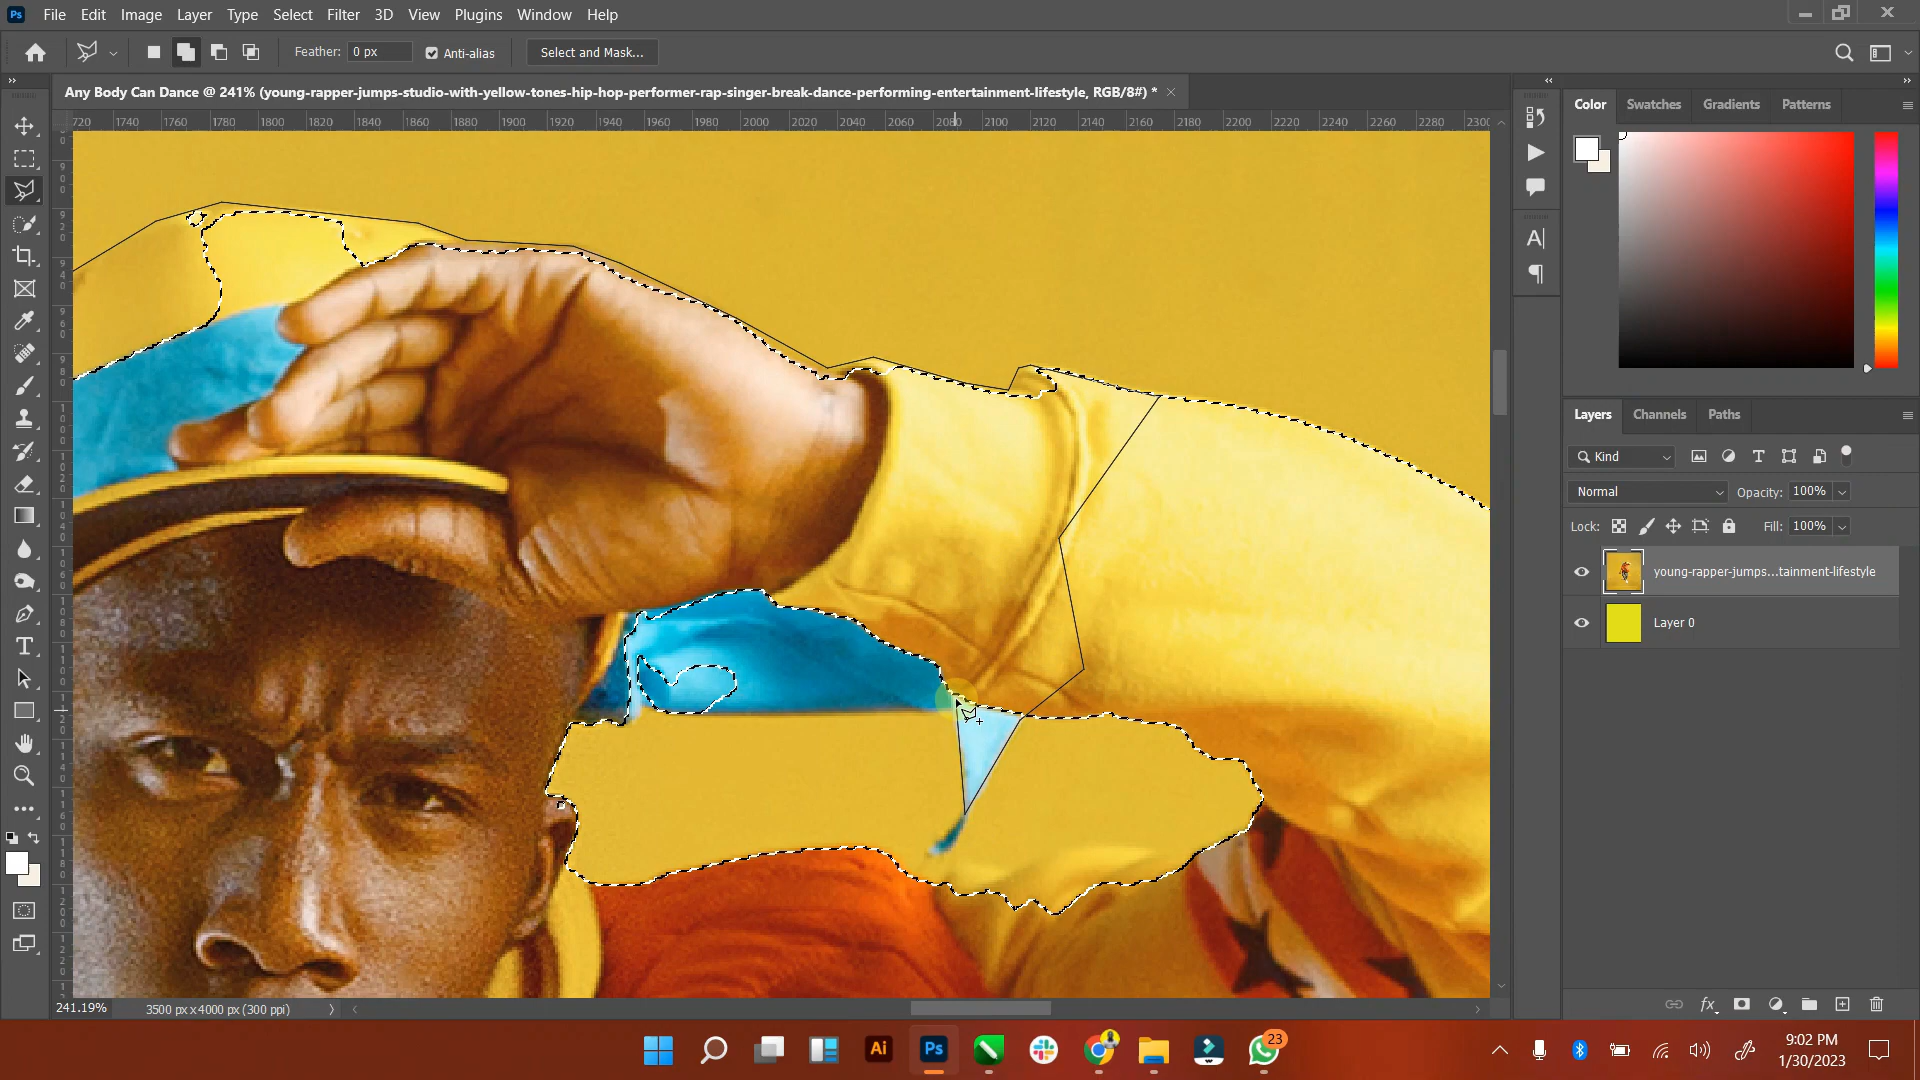 Ps File Edit Image Layer Type Select Filter 3D View Plugins Window Help
Feather: 0 px Anti-alias Select and Mask...
Any Body Can Dance @ 241% (young-rapper-jumps-studio-with-yellow-tones-hip-hop-performer-rap-singer-break-dance-performing-entertainment-lifestyle, RGB/8#) *
720 1740 1760 1780 1800 1820 1840 1860 1880 1900 1920 1940 1960 1980 2000 2020 2040 2060 2080 2100 2120 2140 2160 2180 2200 2220 2240 2260 2280 2300
Color Swatches Gradients Patterns
Layers Channels Paths
Kind
Normal Opacity: 100%
Lock: Fill: 100%
young-rapper-jumps...tainment-lifestyle
Layer 0
241.19% 3500 px x 4000 px (300 ppi)
Ai Ps 23
9:02 PM
1/30/2023